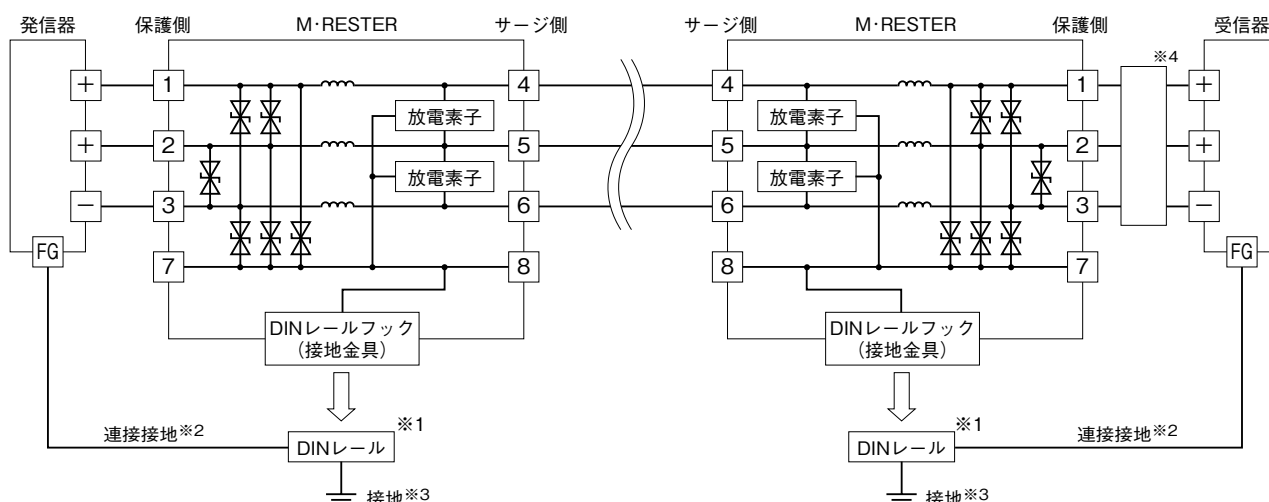 発信器 保護側 M・RESTER サージ側 サージ側 M・RESTER 保護側 受信器
※4
+ 1 4 4 1 +
放電素子 放電素子
+ 2 5 5 2 +
放電素子 放電素子
− 3 6 6 3 −
FG 7 8 8 7 FG
DINレールフック DINレールフック
(接地金具) (接地金具)
※1 ※1
連接接地※2 DINレール DINレール 連接接地※2
接地※3 接地※3